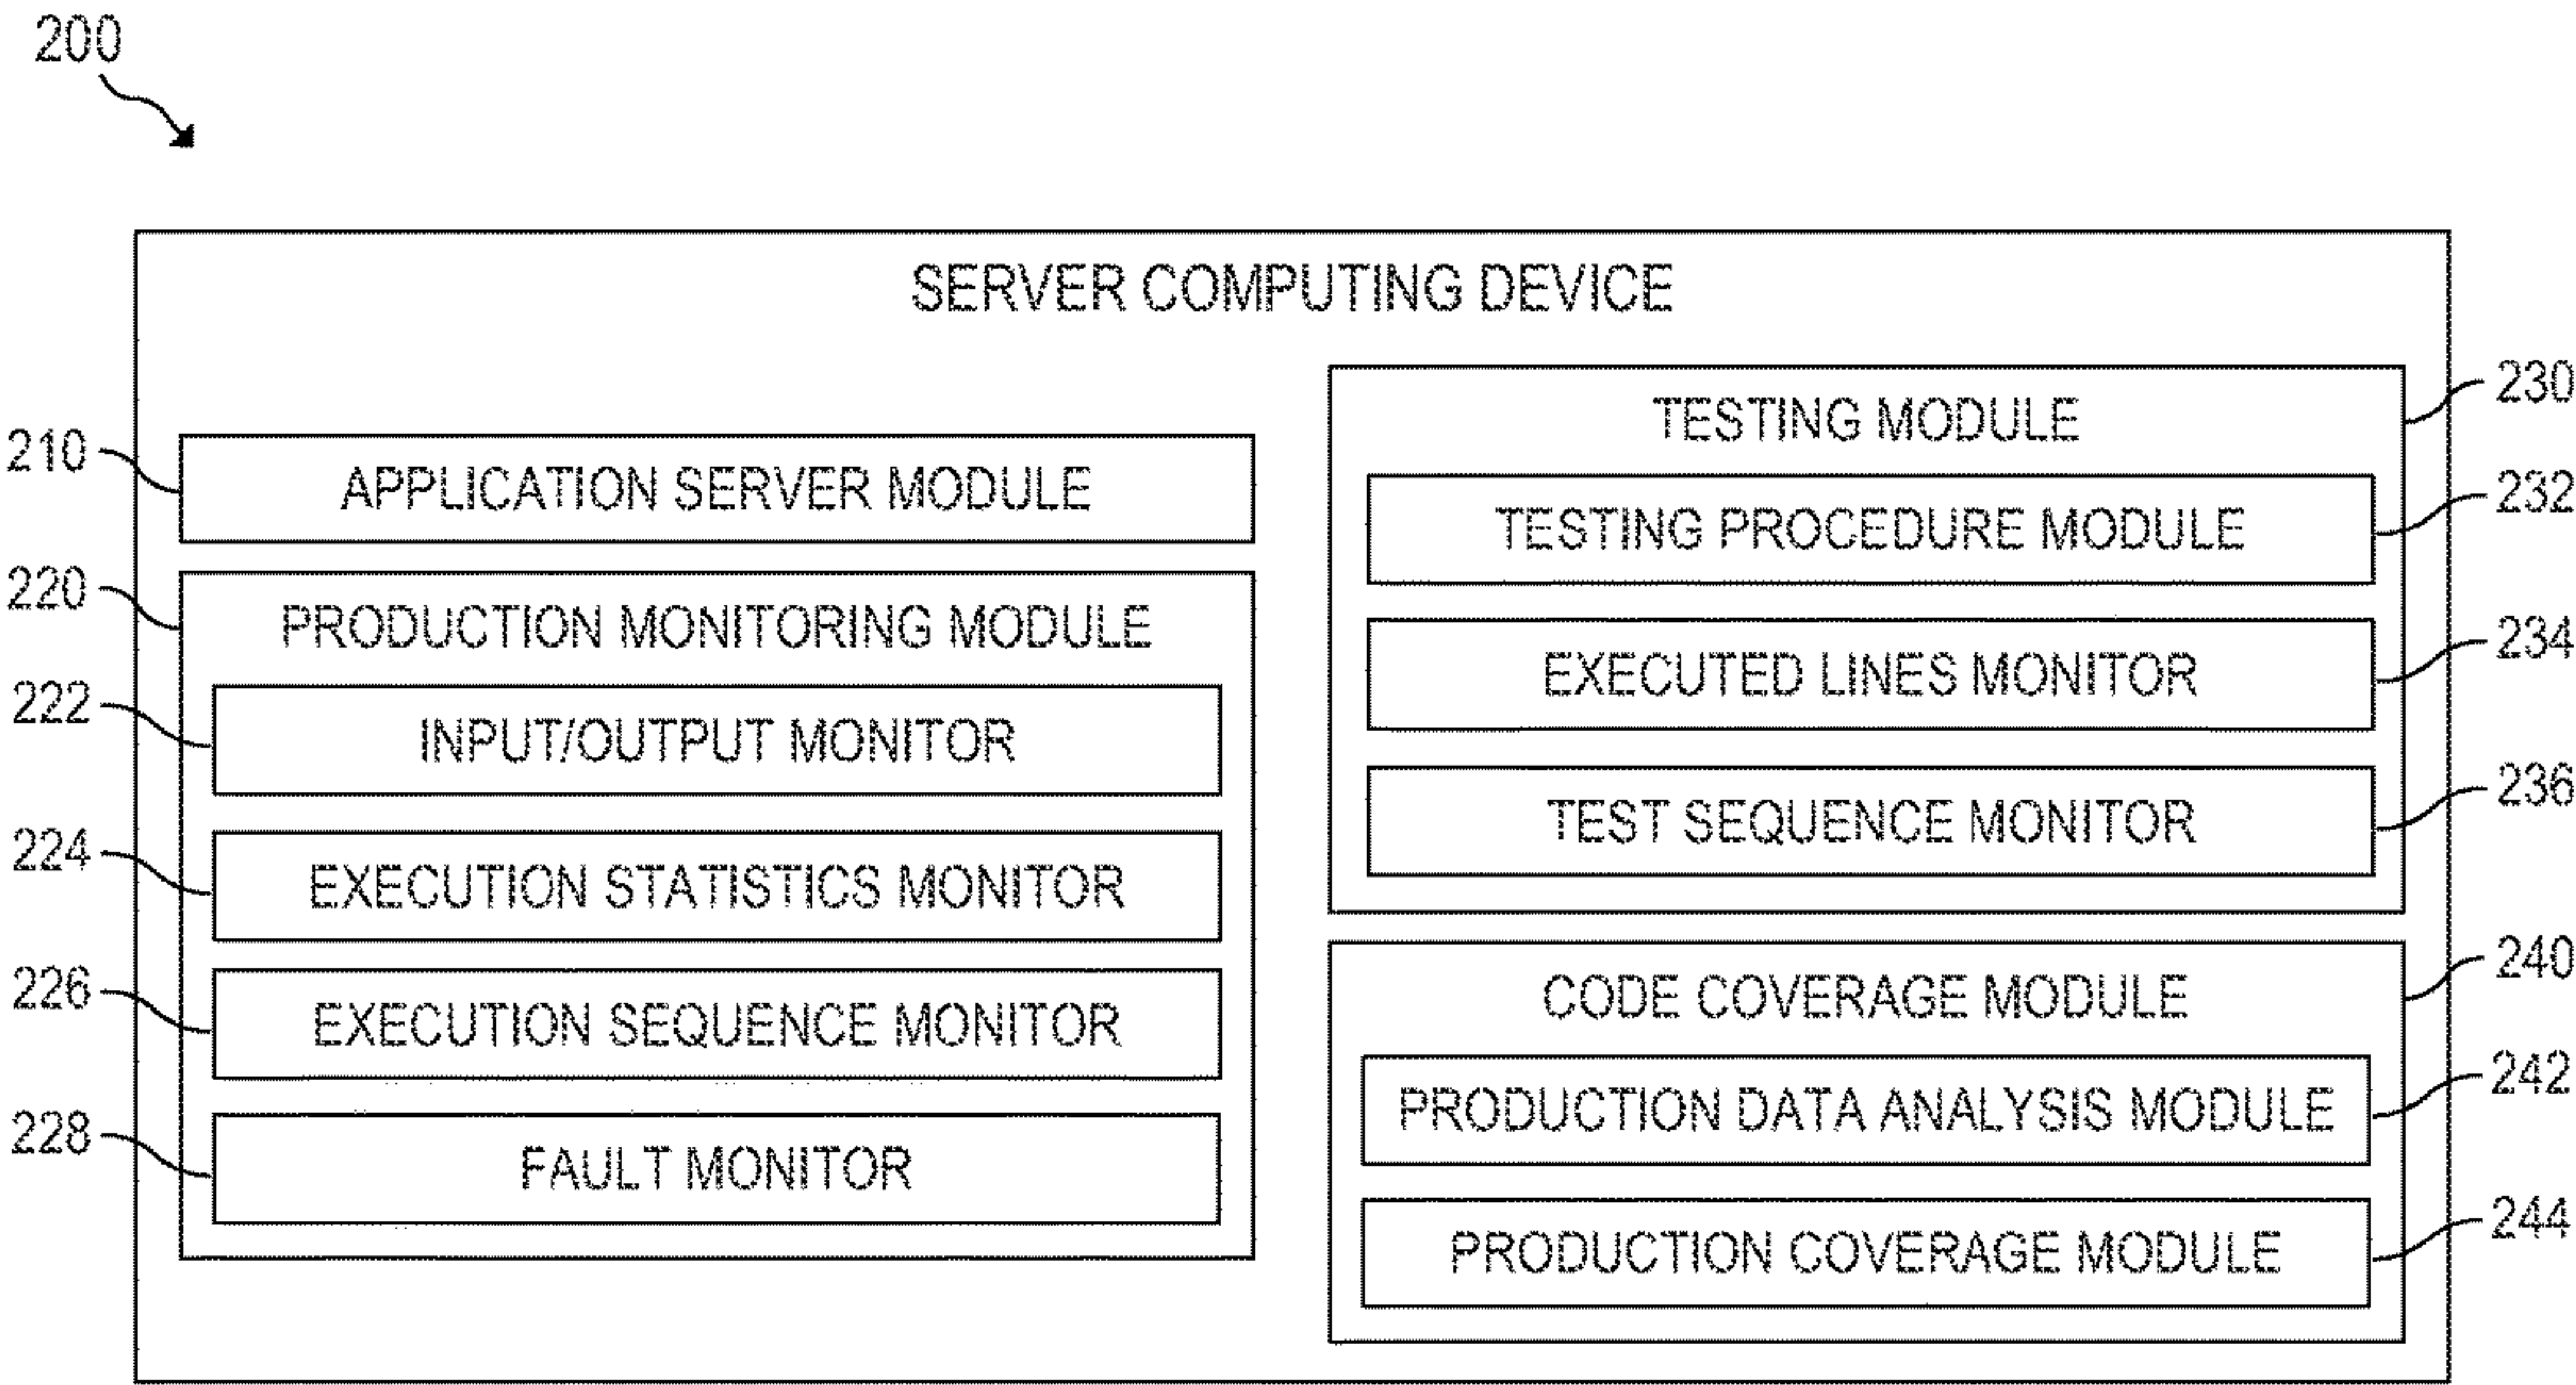 200
SERVER COMPUTING DEVICE
210
APPLICATION SERVER MODULE
220
PRODUCTION MONITORING MODULE
222
INPUT/OUTPUT MONITOR
224
EXECUTION STATISTICS MONITOR
226
EXECUTION SEQUENCE MONITOR
228
FAULT MONITOR
230
TESTING MODULE
232
TESTING PROCEDURE MODULE
234
EXECUTED LINES MONITOR
236
TEST SEQUENCE MONITOR
240
CODE COVERAGE MODULE
242
PRODUCTION DATA ANALYSIS MODULE
244
PRODUCTION COVERAGE MODULE